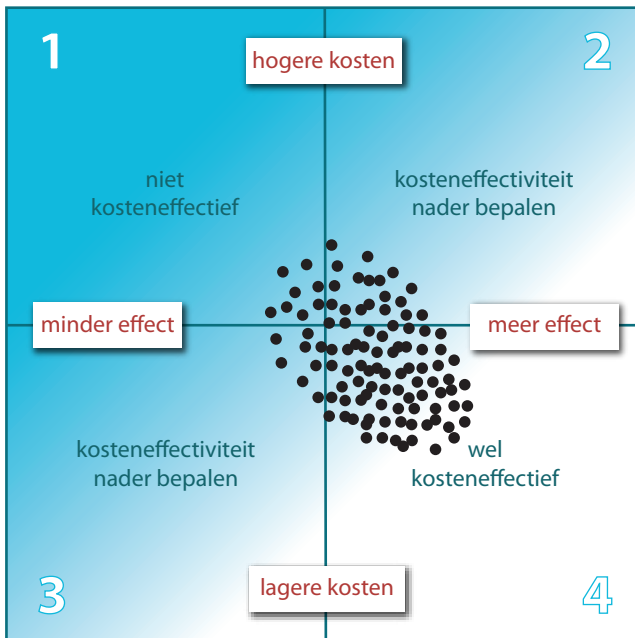 1
hogere kosten
2
niet
kosteneffectief
kosteneffectiviteit
nader bepalen
minder effect
meer effect
kosteneffectiviteit
nader bepalen
wel
kosteneffectief
3
lagere kosten
4